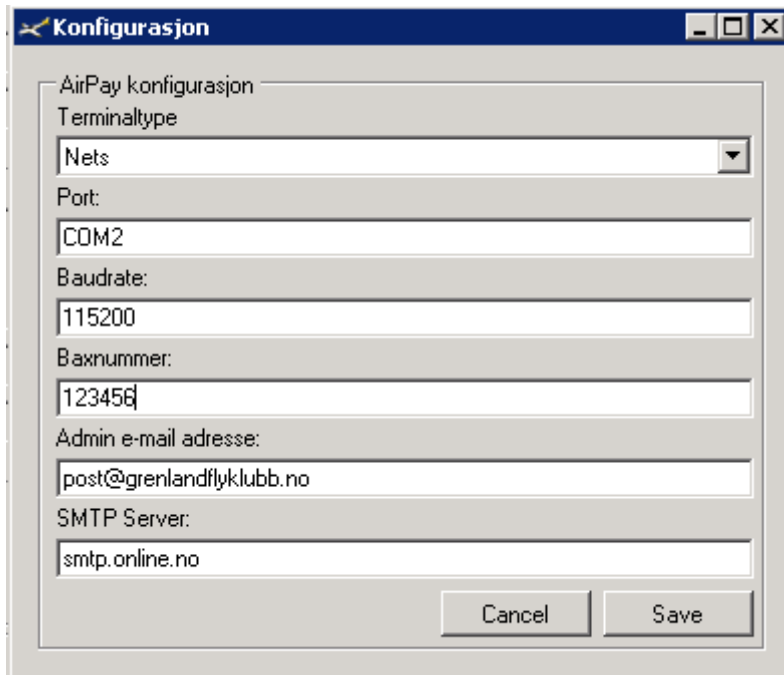 Konfigurasjon
AirPay konfigurasjon
Terminaltype
Nets
Port:
COM2
Baudrate:
115200
Baxnummer:
123456
Admin e-mail adresse:
post@grenlandflyklubb.no
SMTP Server:
smtp.online.no
Cancel Save